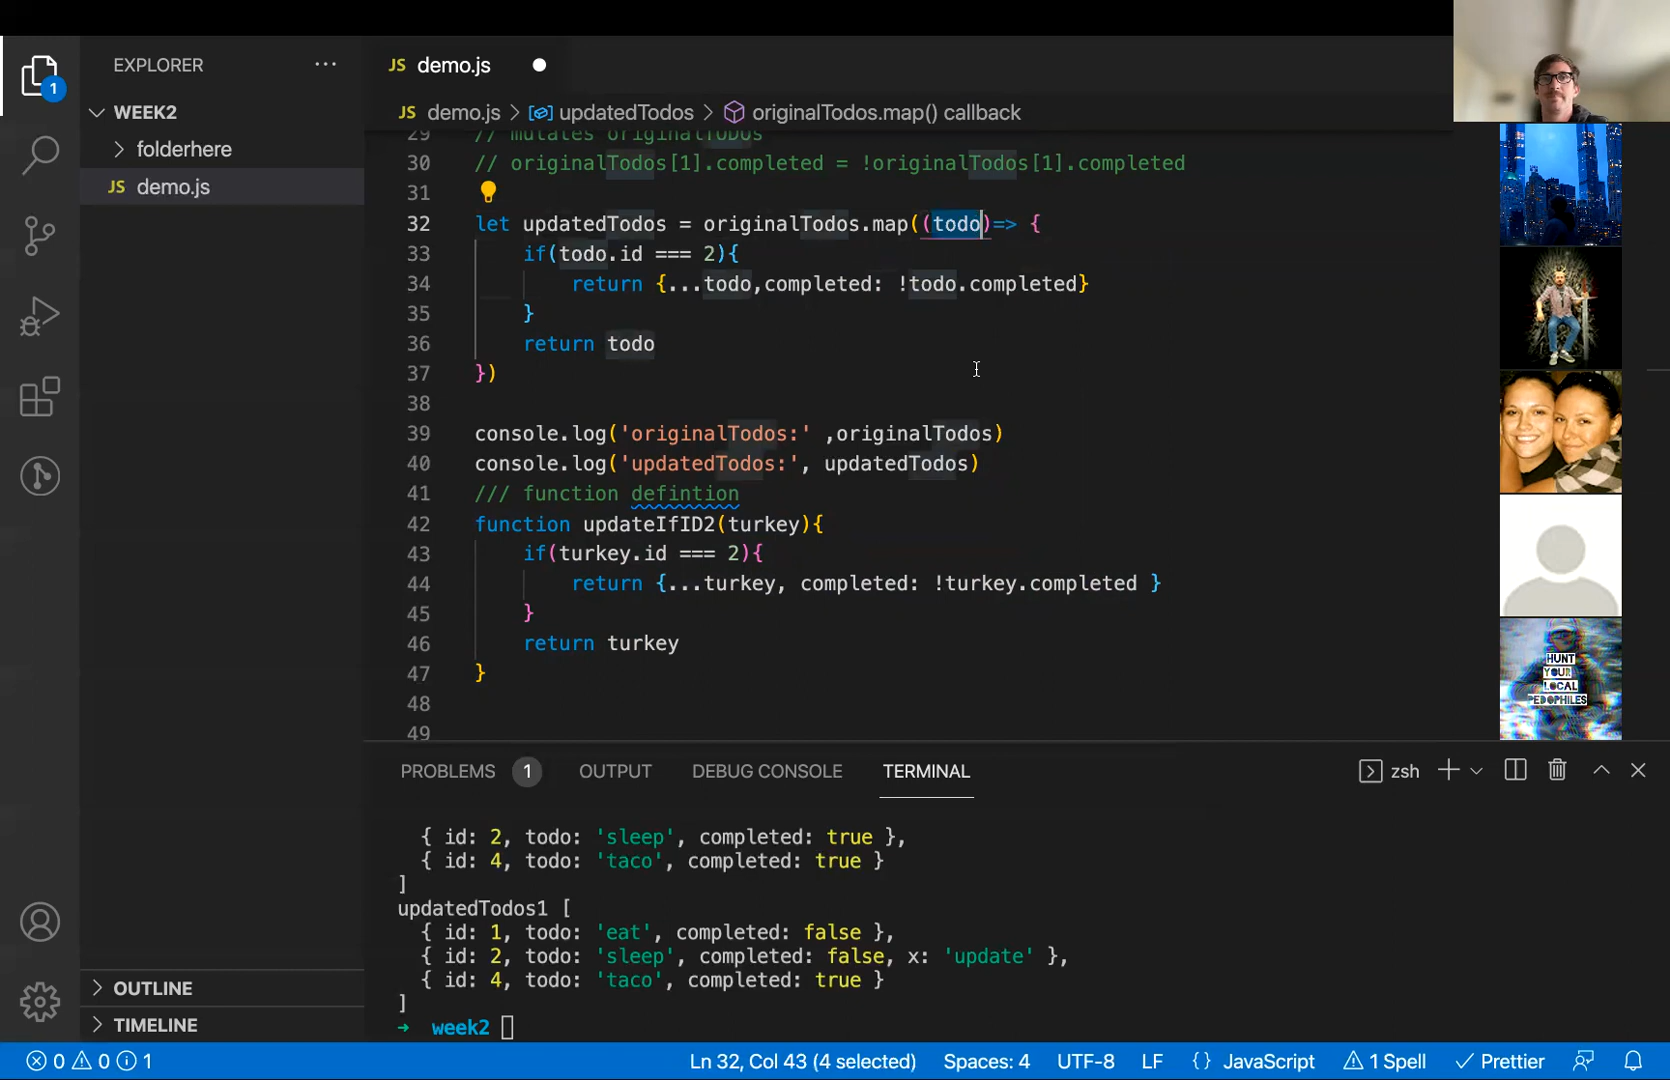 EXPLORER ...
WEEK2
folderhere
JS demo.js
1
JS demo.js
JS demo.js > updatedTodos > originalTodos.map() callback
29 // mutates originalToDos
30 // originalTodos[1].completed = !originalTodos[1].completed
31
32 let updatedTodos = originalTodos.map((todo)=> {
33 if(todo.id === 2){
34 return {...todo,completed: !todo.completed}
35 }
36 return todo
37 })
38
39 console.log('originalTodos:' ,originalTodos)
40 console.log('updatedTodos:', updatedTodos)
41 /// function defintion
42 function updateIfID2(turkey){
43 if(turkey.id === 2){
44 return {...turkey, completed: !turkey.completed }
45 }
46 return turkey
47 }
48
49
HUNT
YOUR
LOCAL
PEDOPHILES
PROBLEMS 1 OUTPUT DEBUG CONSOLE TERMINAL
zsh
{ id: 2, todo: 'sleep', completed: true },
{ id: 4, todo: 'taco', completed: true }
]
updatedTodos1 [
{ id: 1, todo: 'eat', completed: false },
{ id: 2, todo: 'sleep', completed: false, x: 'update' },
{ id: 4, todo: 'taco', completed: true }
]
→ week2
OUTLINE
TIMELINE
0 0 1 Ln 32, Col 43 (4 selected) Spaces: 4 UTF-8 LF {} JavaScript 1 Spell Prettier